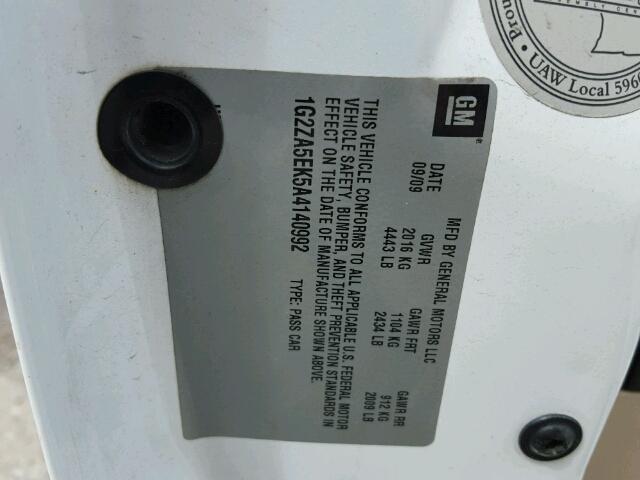 GM
MFD BY GENERAL MOTORS LLC
DATE GVWR GAWR FRT GAWR RR
09/09 2016 KG 1104 KG 912 KG
4443 LB 2434 LB 2009 LB
THIS VEHICLE CONFORMS TO ALL APPLICABLE U.S. FEDERAL MOTOR
VEHICLE SAFETY, BUMPER, AND THEFT PREVENTION STANDARDS IN
EFFECT ON THE DATE OF MANUFACTURE SHOWN ABOVE.
1G2ZA5EK5A4140992 TYPE: PASS CAR
UAW Local 5960